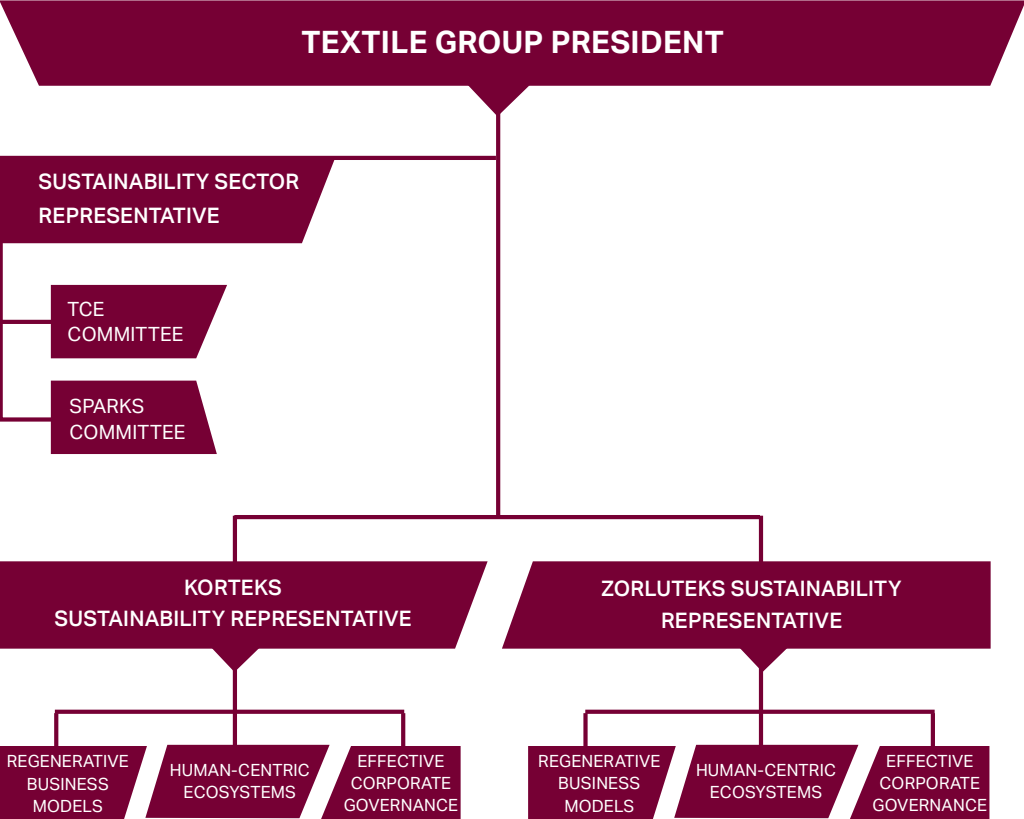 TEXTILE GROUP PRESIDENT
SUSTAINABILITY SECTOR
REPRESENTATIVE
TCE
COMMITTEE
SPARKS
COMMITTEE
KORTEKS
SUSTAINABILITY REPRESENTATIVE
ZORLUTEKS SUSTAINABILITY
REPRESENTATIVE
REGENERATIVE
BUSINESS
MODELS
HUMAN-CENTRIC
ECOSYSTEMS
EFFECTIVE
CORPORATE
GOVERNANCE
REGENERATIVE
BUSINESS
MODELS
HUMAN-CENTRIC
ECOSYSTEMS
EFFECTIVE
CORPORATE
GOVERNANCE